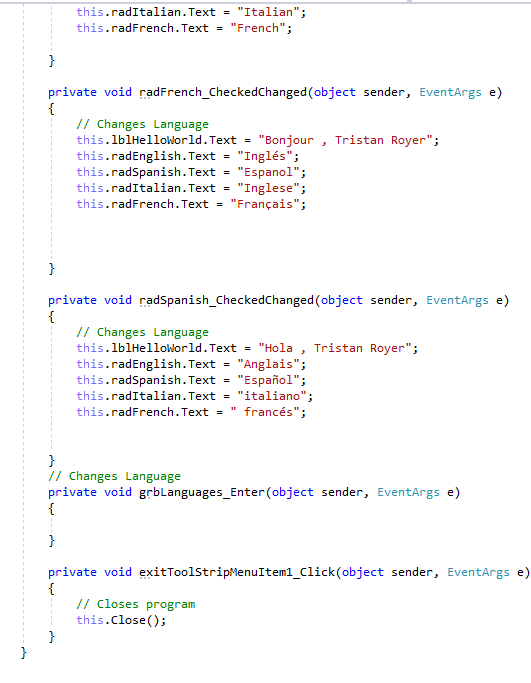 this.radItalian.Text = "Italian";
this.radFrench.Text = "French";
}
private void radFrench_CheckedChanged(object sender, EventArgs e)
{
// Changes Language
this.lblHelloWorld.Text = "Bonjour , Tristan Royer";
this.radEnglish.Text = "Inglés";
this.radSpanish.Text = "Espanol";
this.radItalian.Text = "Inglese";
this.radFrench.Text = "Français";
}
private void radSpanish_CheckedChanged(object sender, EventArgs e)
{
// Changes Language
this.lblHelloWorld.Text = "Hola , Tristan Royer";
this.radEnglish.Text = "Anglais";
this.radSpanish.Text = "Español";
this.radItalian.Text = "italiano";
this.radFrench.Text = " francés";
}
// Changes Language
private void grbLanguages_Enter(object sender, EventArgs e)
{
}
private void exitToolStripMenuItem1_Click(object sender, EventArgs e)
{
// Closes program
this.Close();
}
}